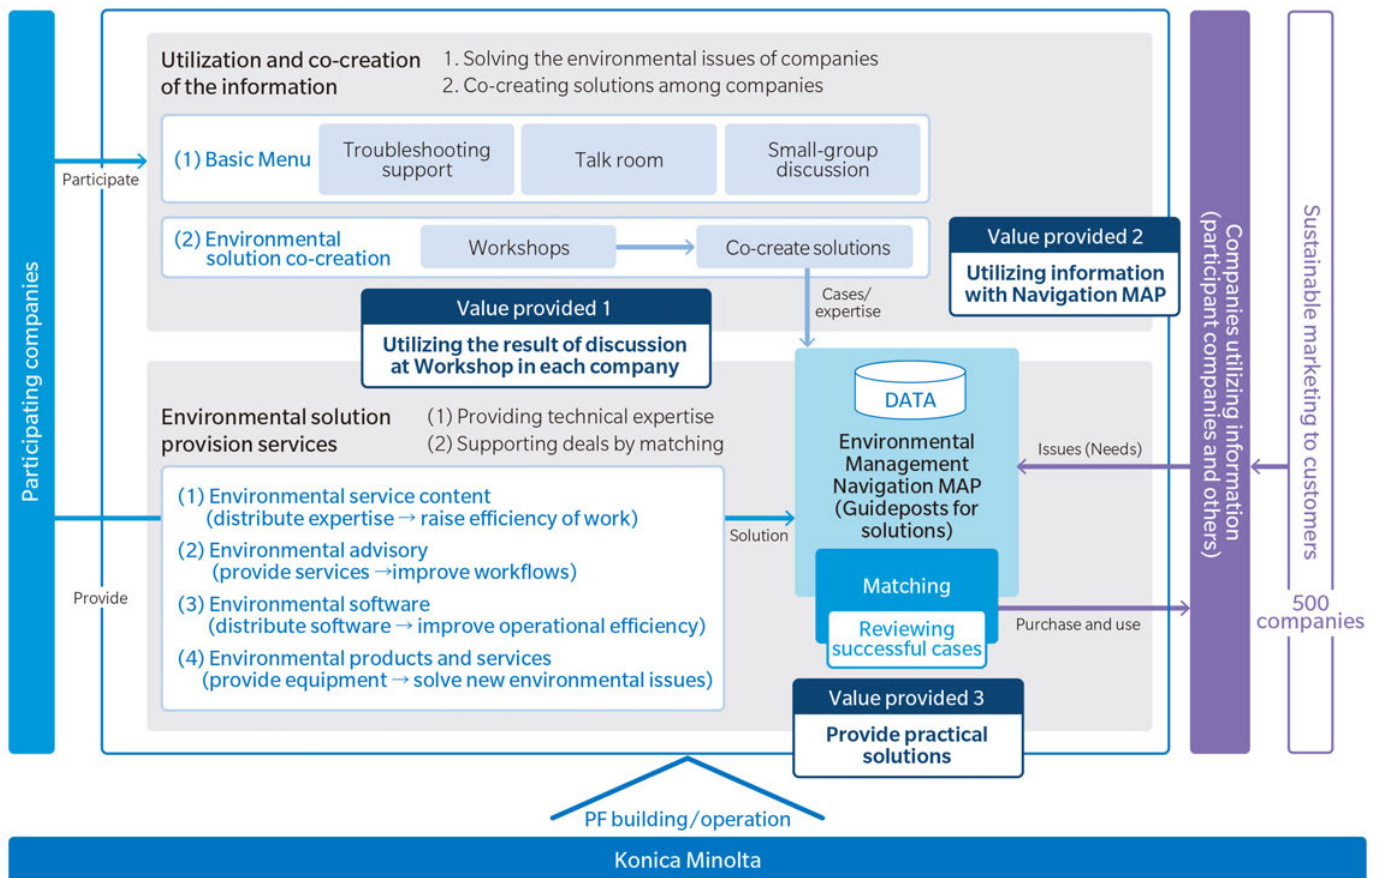 Utilization and co-creation
of the information
1. Solving the environmental issues of companies
2. Co-creating solutions among companies
(1) Basic Menu
Troubleshooting
support
Talk room
Small-group
discussion
Participate
(2) Environmental
solution co-creation
Workshops
Co-create solutions
Value provided 2
Utilizing information
with Navigation MAP
Cases/
expertise
Value provided 1
Utilizing the result of discussion
at Workshop in each company
Participating companies
Environmental solution
provision services
(1) Providing technical expertise
(2) Supporting deals by matching
(1) Environmental service content
(distribute expertise → raise efficiency of work)
(2) Environmental advisory
(provide services →improve workflows)
(3) Environmental software
(distribute software → improve operational efficiency)
(4) Environmental products and services
(provide equipment → solve new environmental issues)
Provide
Solution
DATA
Environmental
Management
Navigation MAP
(Guideposts for
solutions)
Matching
Reviewing
successful cases
Issues (Needs)
Purchase and use
Value provided 3
Provide practical
solutions
Companies utilizing information
(participant companies and others)
Sustainable marketing to customers
500
companies
PF building/operation
Konica Minolta